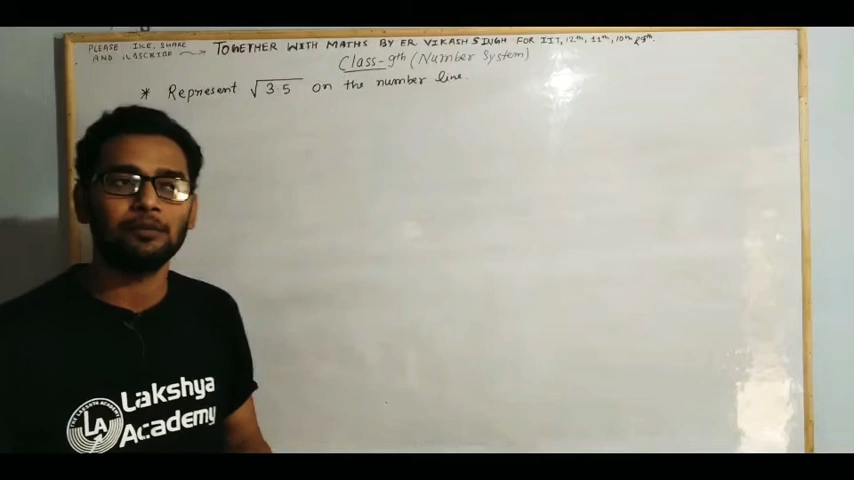 PLEASE LIKE, SHARE
AND SUBSCRIBE
TOGETHER WITH MATHS BY ER VIKASH SINGH FOR IIT, 12th, 11th, 10th & 9th.
Class-9th (Number System)
* Represent √3.5 on the number line.
Lakshya
Academy
LA